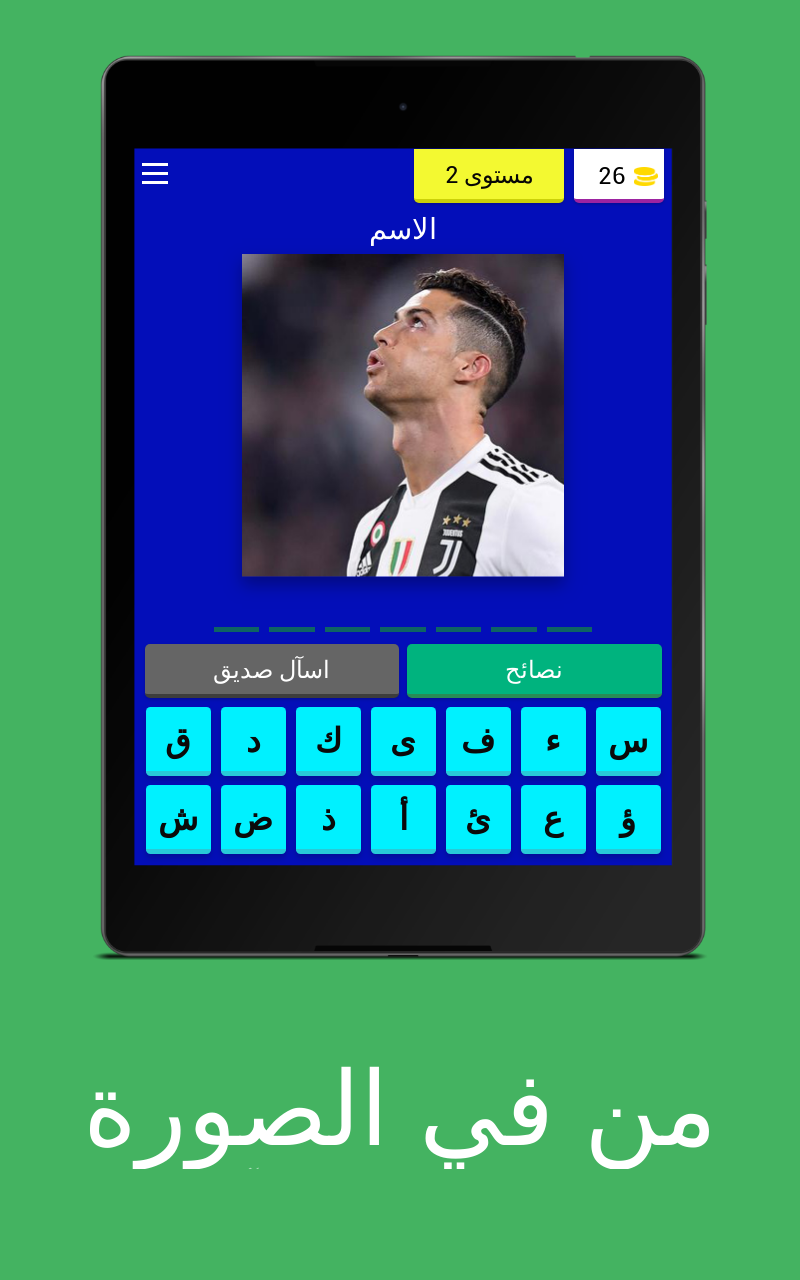 مستوى 2
26
الاسم
JUVENTUS
نصائح
اسآل صديق
س ء ف ى ك د ق
ؤ ع ئ أ ذ ض ش
من في الصورة